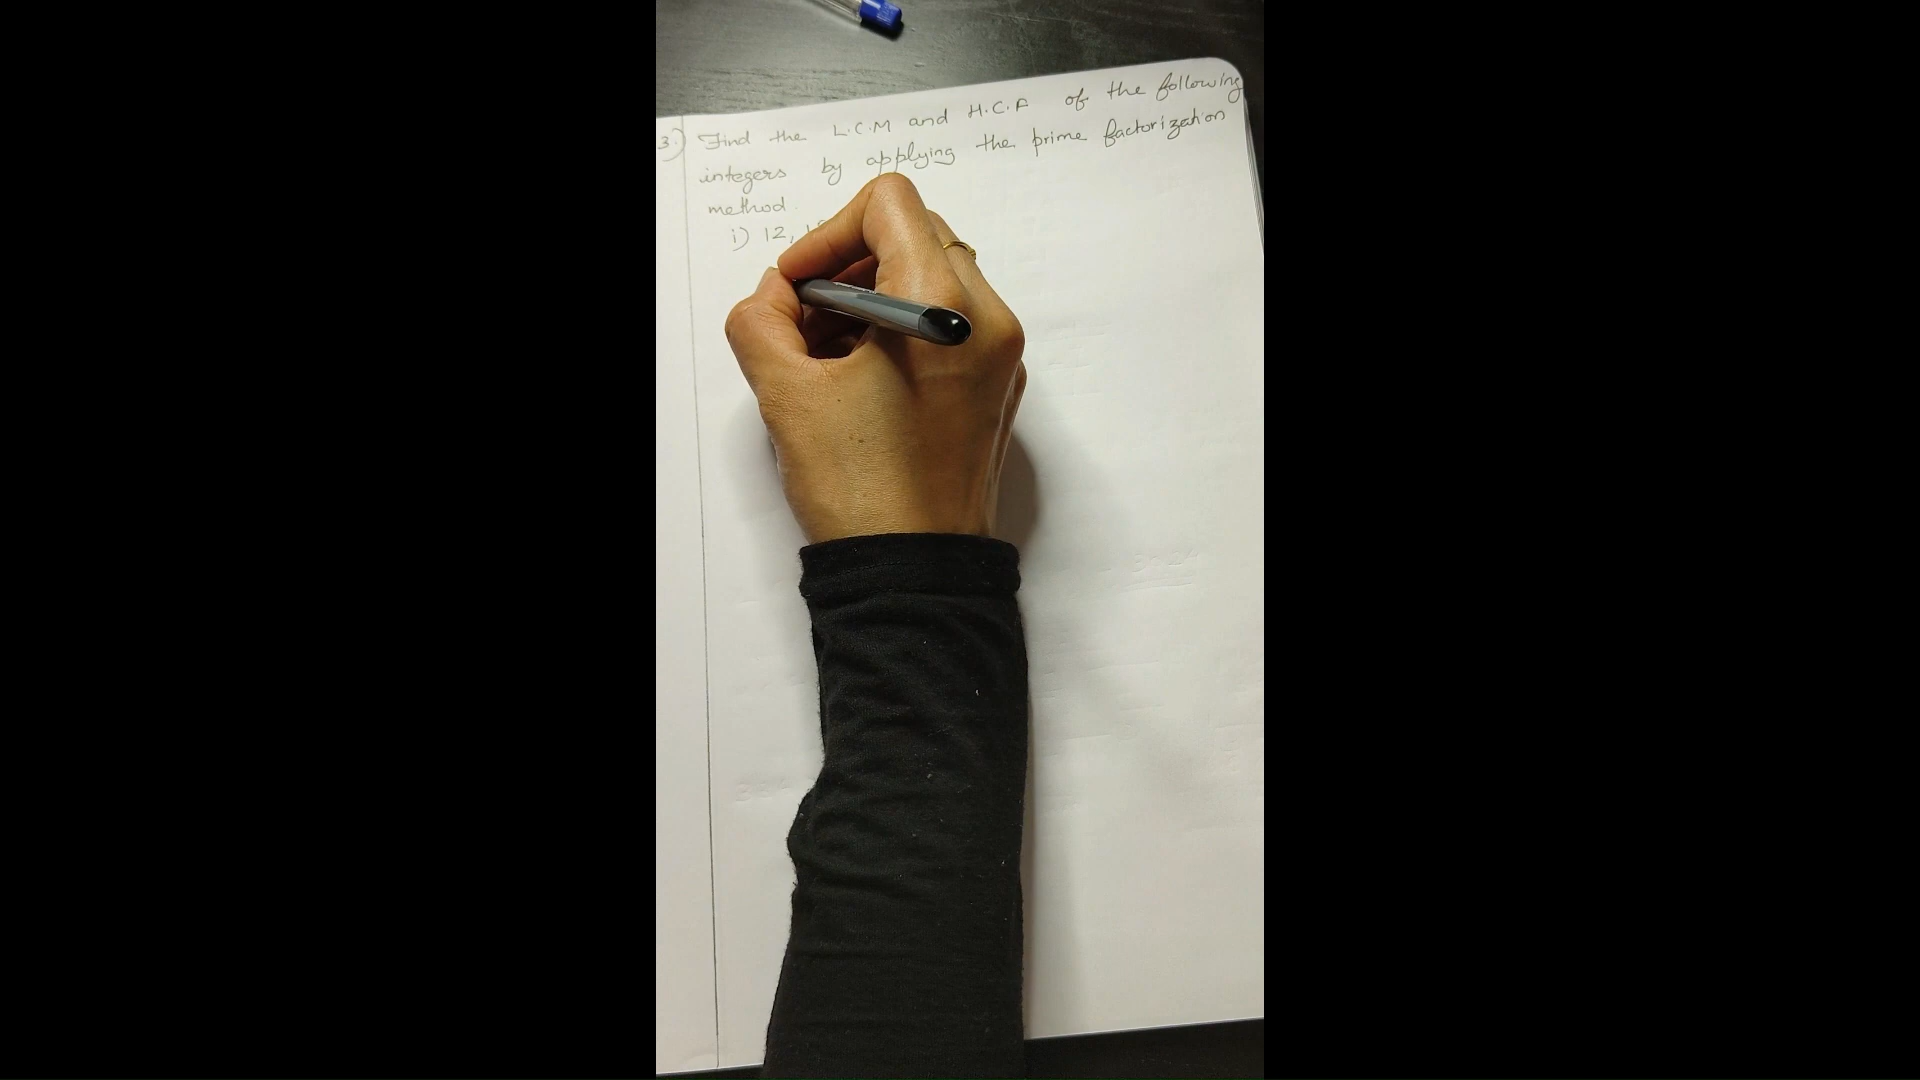 3.) Find the L.C.M and H.C.F of the following
integers by applying the prime factorization
method.
i) 12,